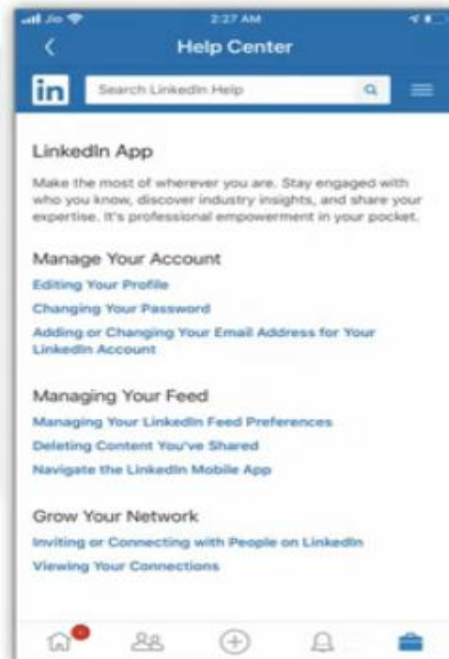 Jio 2:27 AM
Help Center
in Search LinkedIn Help
LinkedIn App
Make the most of wherever you are. Stay engaged with
who you know, discover industry insights, and share your
expertise. It's professional empowerment in your pocket.
Manage Your Account
Editing Your Profile
Changing Your Password
Adding or Changing Your Email Address for Your
LinkedIn Account
Managing Your Feed
Managing Your LinkedIn Feed Preferences
Deleting Content You've Shared
Navigate the LinkedIn Mobile App
Grow Your Network
Inviting or Connecting with People on LinkedIn
Viewing Your Connections